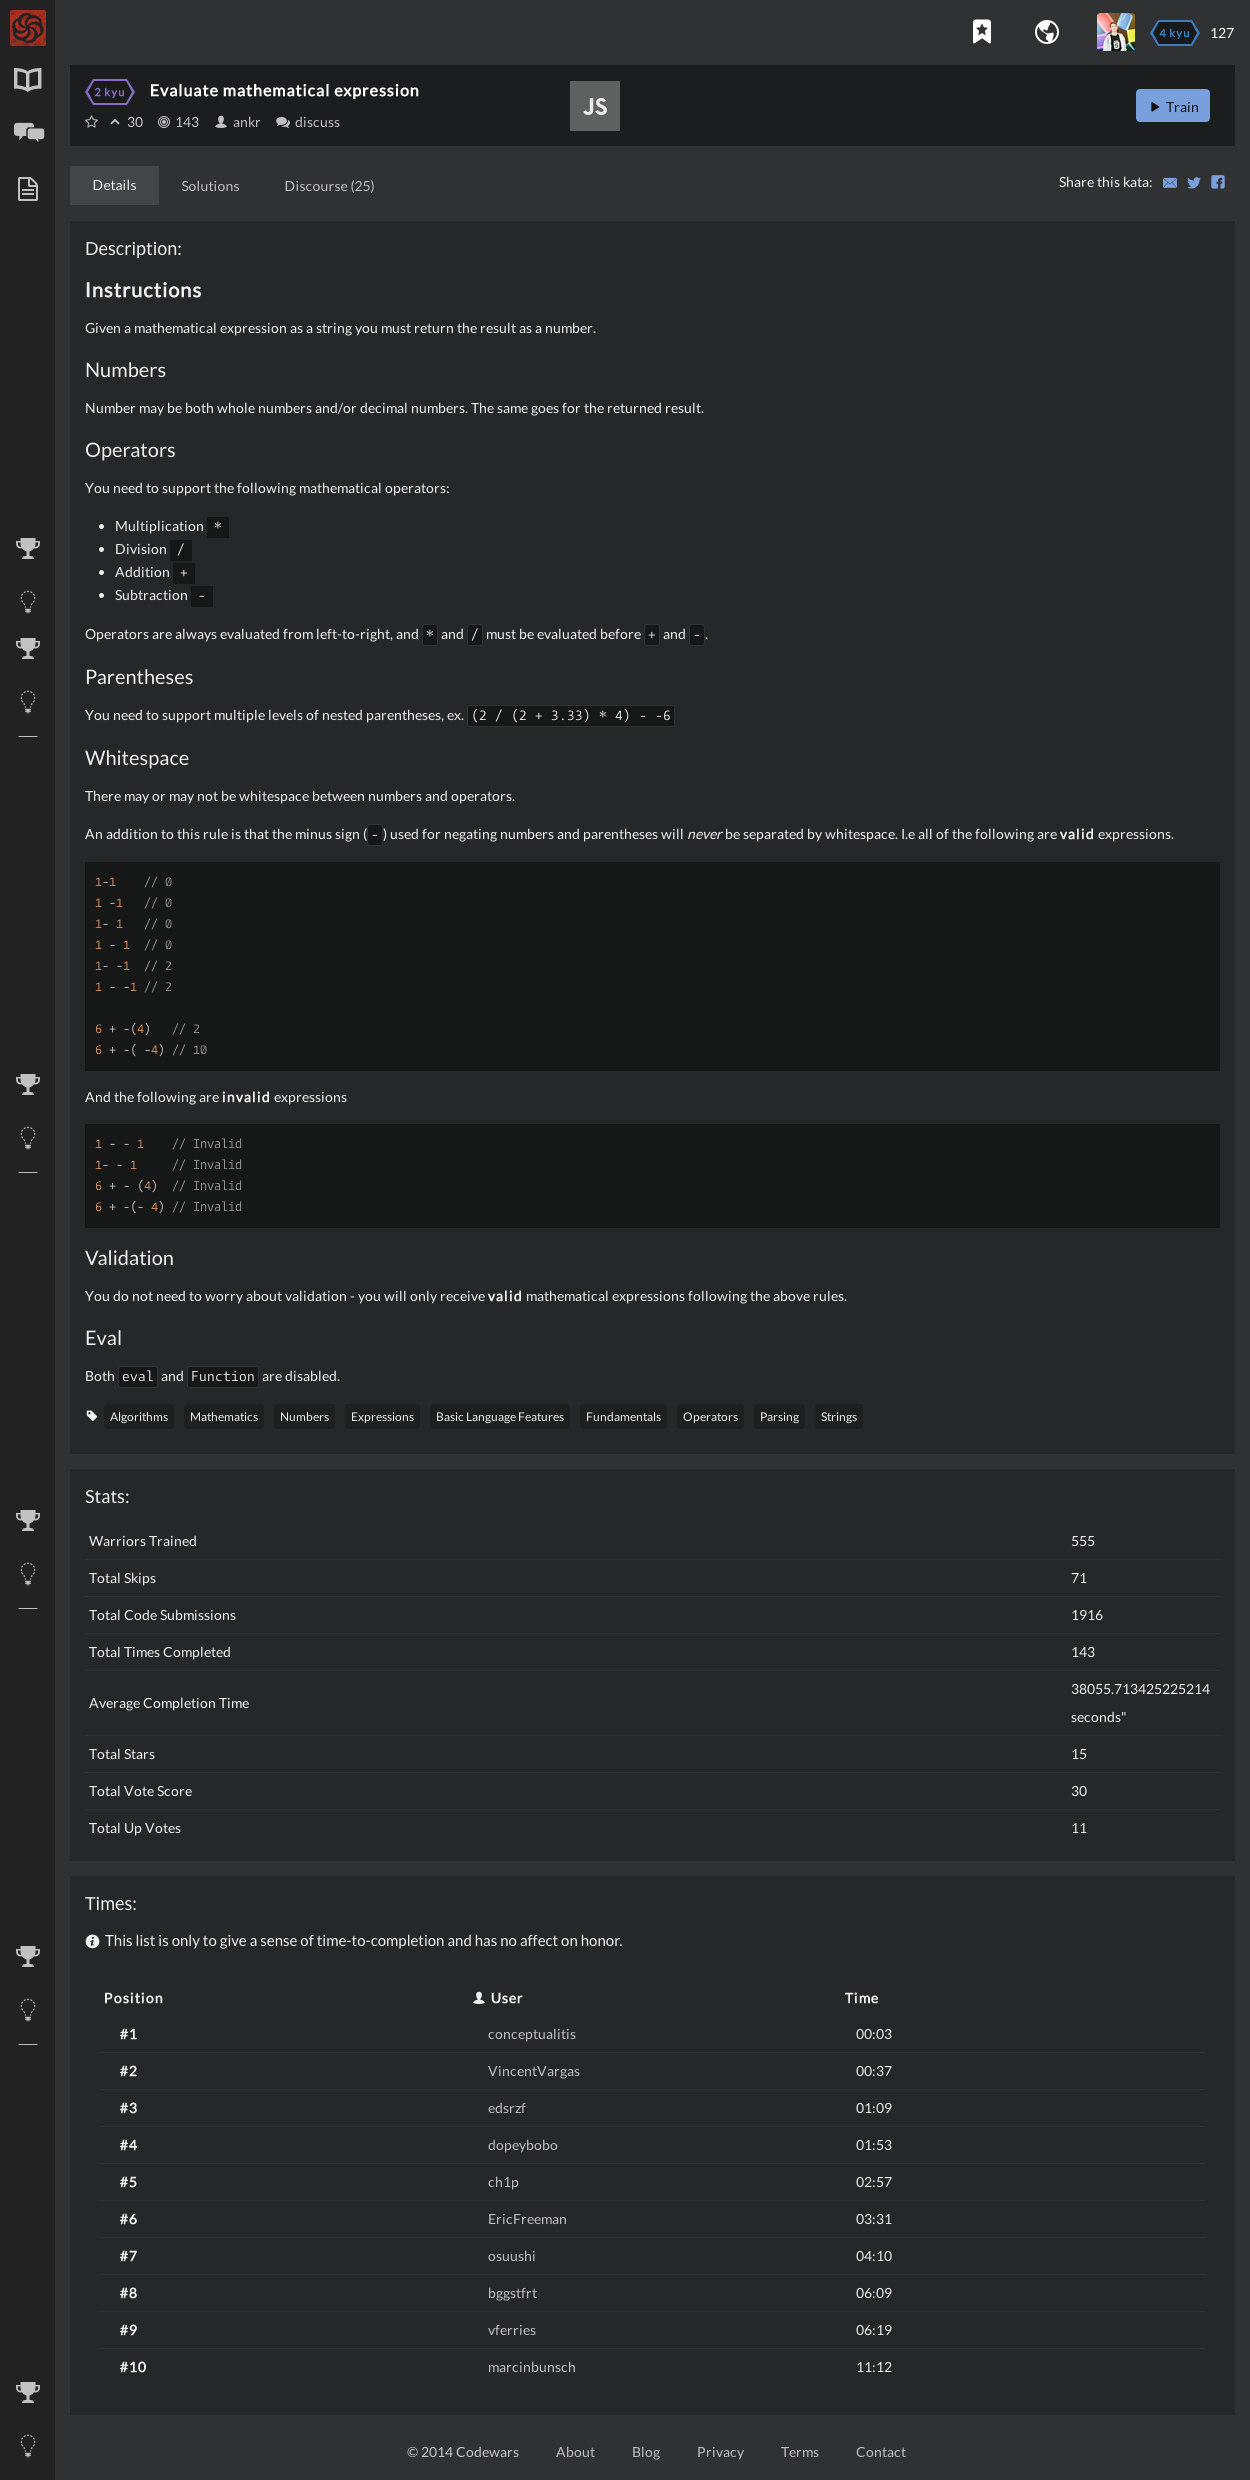 4 kyu 127
2 kyu Evaluate mathematical expression
30 143 ankr discuss
JS
Train
Details Solutions Discourse (25)
Share this kata:
Description:
Instructions
Given a mathematical expression as a string you must return the result as a number.
Numbers
Number may be both whole numbers and/or decimal numbers. The same goes for the returned result.
Operators
You need to support the following mathematical operators:
• Multiplication *
• Division /
• Addition +
• Subtraction -
Operators are always evaluated from left-to-right, and * and / must be evaluated before + and -.
Parentheses
You need to support multiple levels of nested parentheses, ex. (2 / (2 + 3.33) * 4) - -6
Whitespace
There may or may not be whitespace between numbers and operators.
An addition to this rule is that the minus sign (-) used for negating numbers and parentheses will never be separated by whitespace. I.e all of the following are valid expressions.
1-1    // 0
1 -1   // 0
1- 1   // 0
1 - 1  // 0
1- -1  // 2
1 - -1 // 2
6 + -(4)   // 2
6 + -( -4) // 10
And the following are invalid expressions
1 - - 1    // Invalid
1- - 1     // Invalid
6 + - (4)  // Invalid
6 + -(- 4) // Invalid
Validation
You do not need to worry about validation - you will only receive valid mathematical expressions following the above rules.
Eval
Both eval and Function are disabled.
Algorithms Mathematics Numbers Expressions Basic Language Features Fundamentals Operators Parsing Strings
Stats:
Warriors Trained 555
Total Skips 71
Total Code Submissions 1916
Total Times Completed 143
Average Completion Time 38055.713425225214
seconds"
Total Stars 15
Total Vote Score 30
Total Up Votes 11
Times:
This list is only to give a sense of time-to-completion and has no affect on honor.
Position User Time
#1 conceptualitis 00:03
#2 VincentVargas 00:37
#3 edsrzf 01:09
#4 dopeybobo 01:53
#5 ch1p 02:57
#6 EricFreeman 03:31
#7 osuushi 04:10
#8 bggstfrt 06:09
#9 vferries 06:19
#10 marcinbunsch 11:12
© 2014 Codewars About Blog Privacy Terms Contact